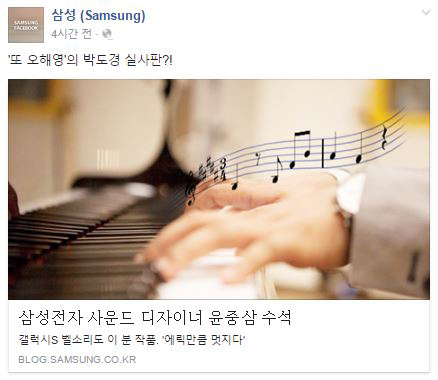 SAMSUNG
FACEBOOK
삼성 (Samsung)
4시간 전 ·
'또 오해영'의 박도경 실사판?!
3
4
삼성전자 사운드 디자이너 윤중삼 수석
갤럭시S 벨소리도 이 분 작품. '에릭만큼 멋지다'
BLOG.SAMSUNG.CO.KR